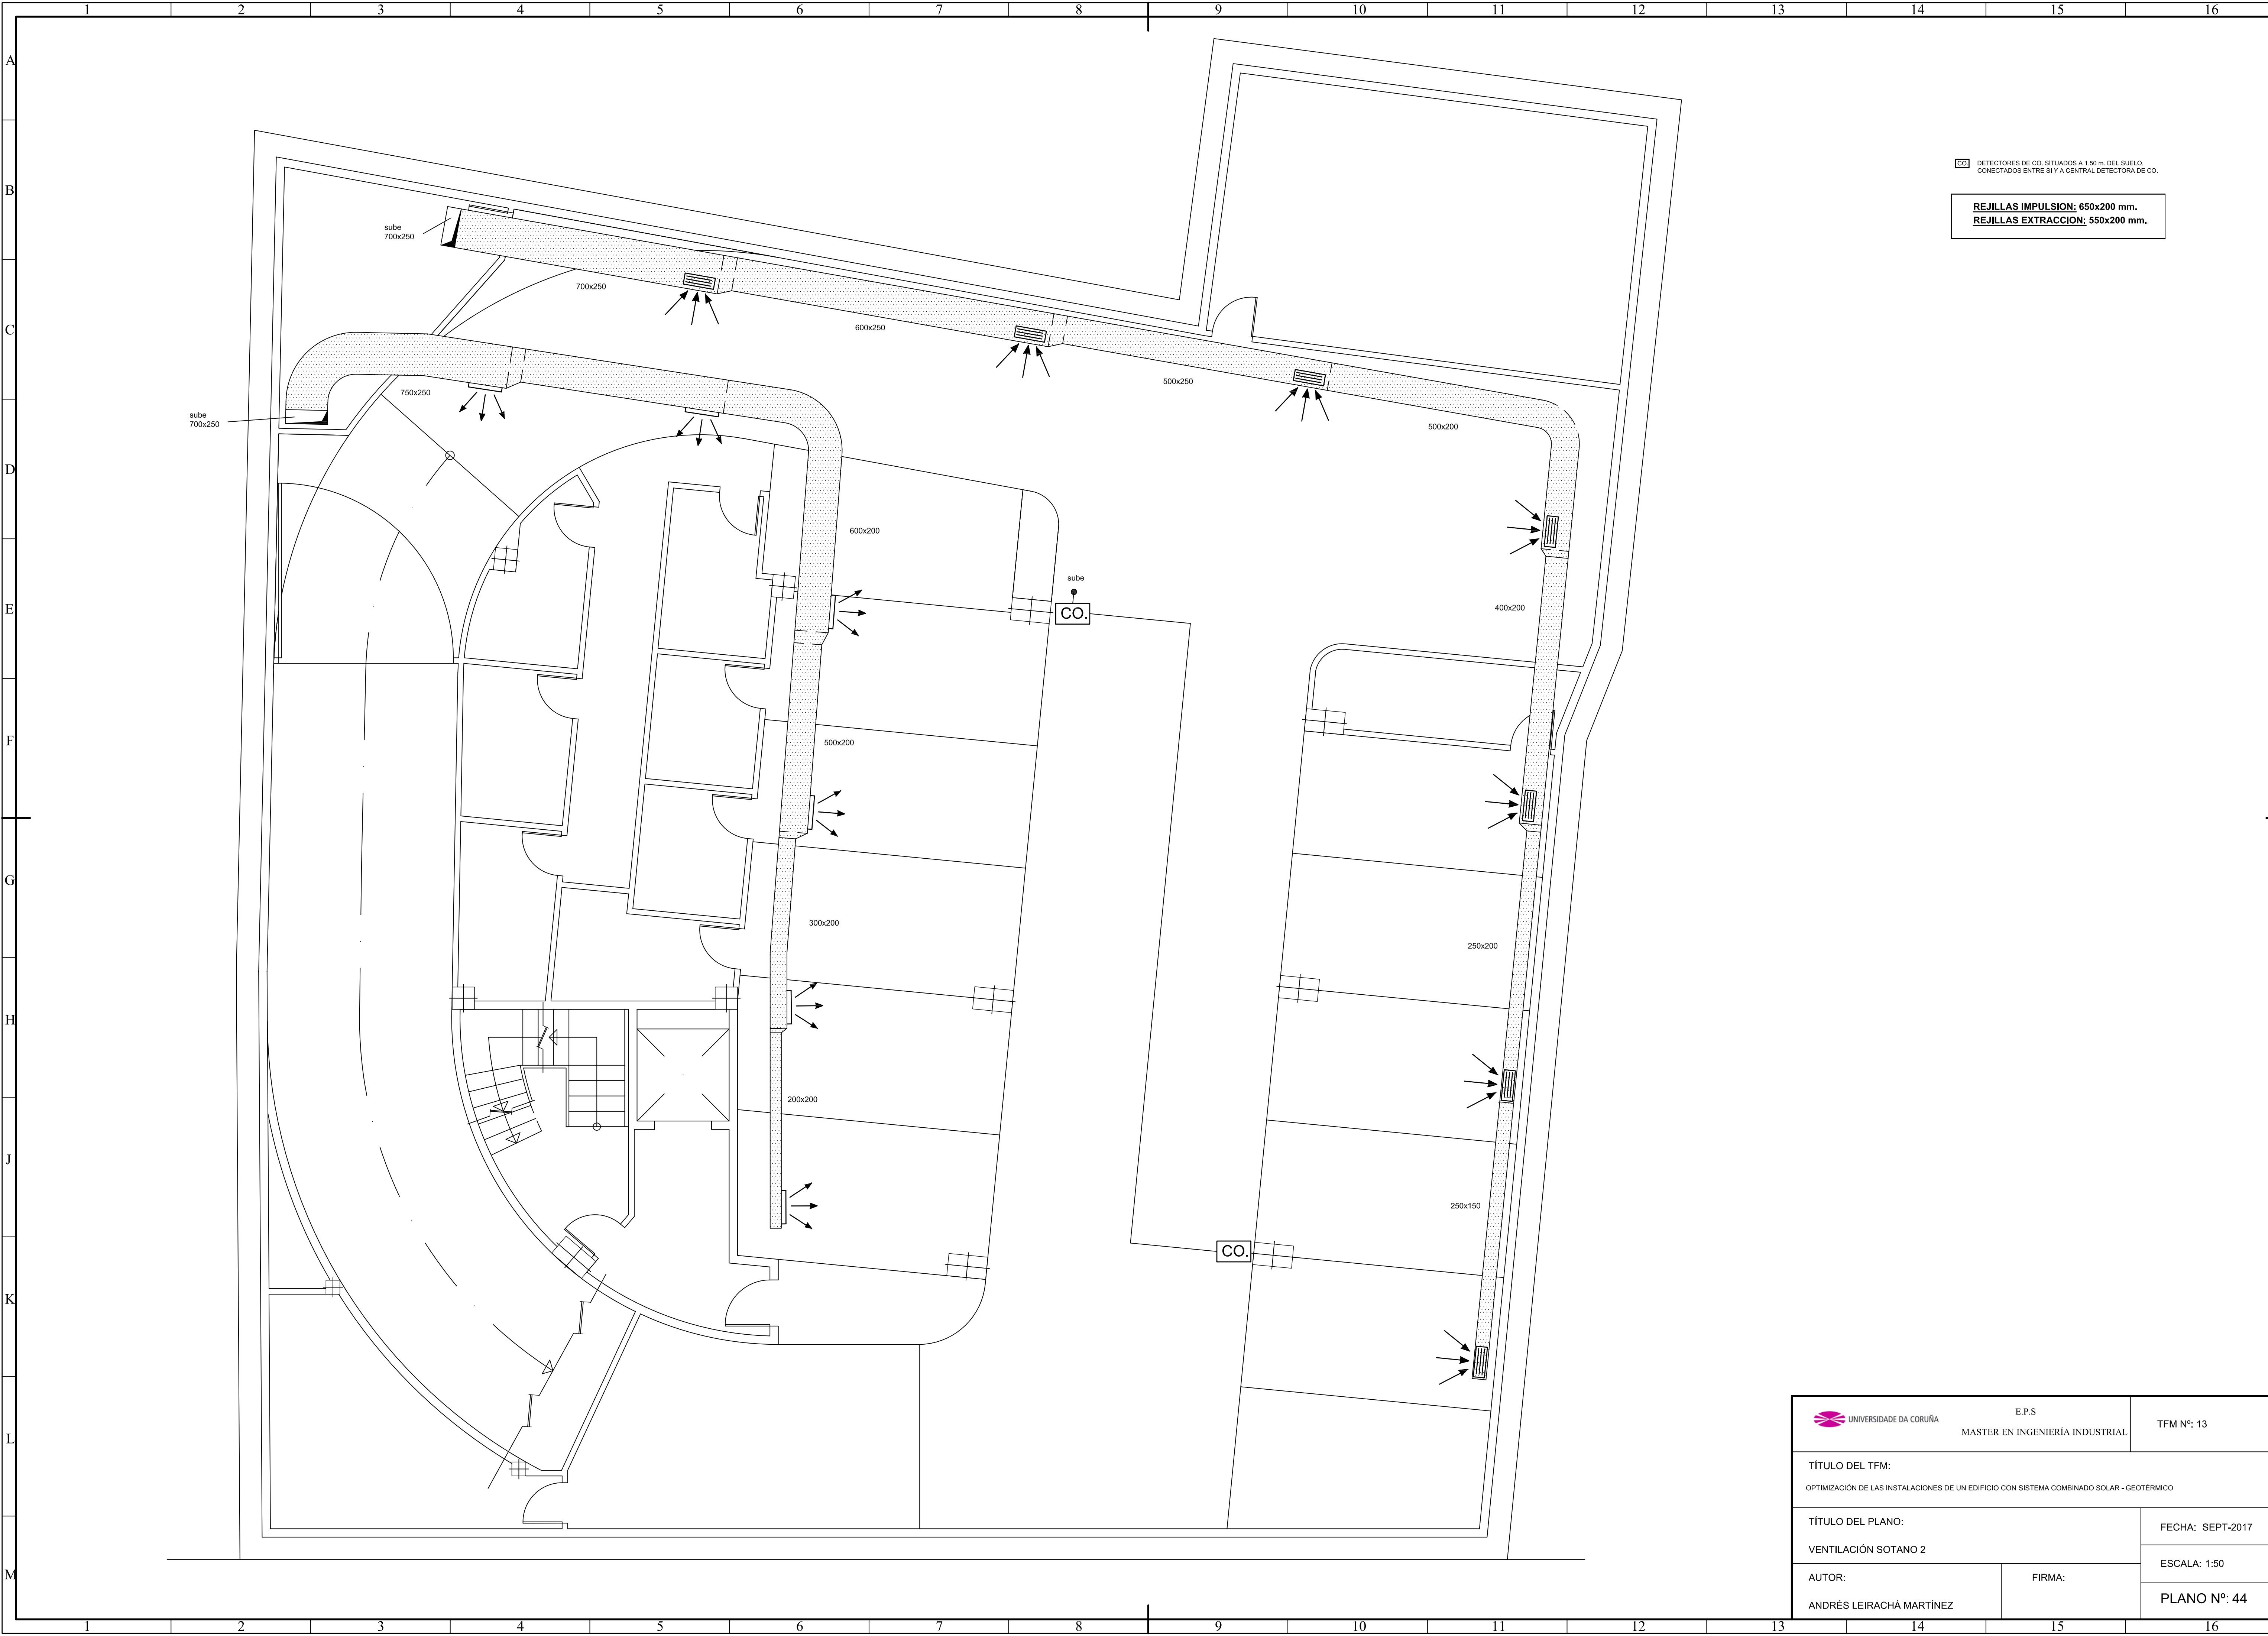 1 2 3 4 5 6 7 8 9 10 11 12 13 14 15 16
A
B
C
D
E
F
G
H
J
K
L
M
CO. DETECTORES DE CO. SITUADOS A 1.50 m. DEL SUELO,
CONECTADOS ENTRE SI Y A CENTRAL DETECTORA DE CO.
REJILLAS IMPULSION: 650x200 mm.
REJILLAS EXTRACCION: 550x200 mm.
sube
700x250
700x250
600x250
500x250
500x200
750x250
sube
700x250
600x200
sube
CO.
400x200
500x200
300x200
250x200
200x200
250x150
CO.
UNIVERSIDADE DA CORUÑA
E.P.S
MASTER EN INGENIERÍA INDUSTRIAL
TFM Nº: 13
TÍTULO DEL TFM:
OPTIMIZACIÓN DE LAS INSTALACIONES DE UN EDIFICIO CON SISTEMA COMBINADO SOLAR - GEOTÉRMICO
TÍTULO DEL PLANO:
VENTILACIÓN SOTANO 2
FECHA: SEPT-2017
ESCALA: 1:50
AUTOR:
ANDRÉS LEIRACHÁ MARTÍNEZ
FIRMA:
PLANO Nº: 44
1 2 3 4 5 6 7 8 9 10 11 12 13 14 15 16